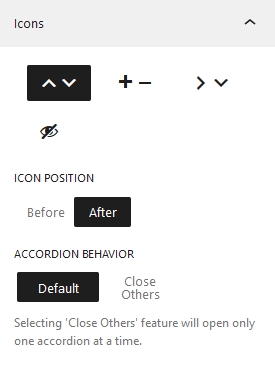 Icons
ICON POSITION
Before After
ACCORDION BEHAVIOR
Default Close
Others
Selecting 'Close Others' feature will open only
one accordion at a time.